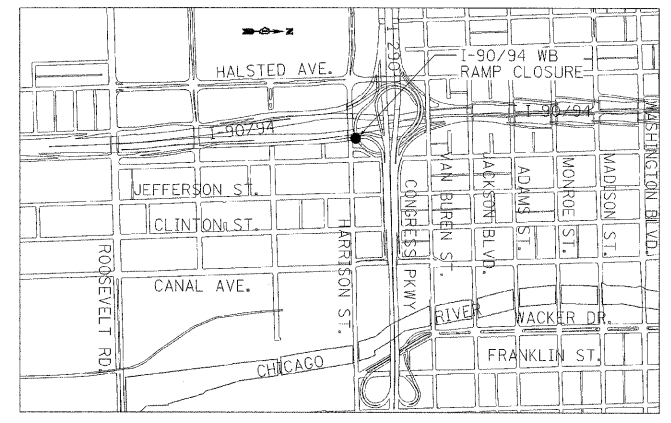 N
I-290
I-90/94 WB
RAMP CLOSURE
HALSTED AVE.
I-90/94
I-90/94
WASHINGTON BLVD.
JEFFERSON ST.
CLINTON ST.
CANAL AVE.
ROOSEVELT RD.
HARRISON ST.
CONGRESS PKWY
VAN BUREN ST.
JACKSON BLVD.
ADAMS ST.
MONROE ST.
MADISON ST.
CHICAGO
RIVER
WACKER DR.
FRANKLIN ST.